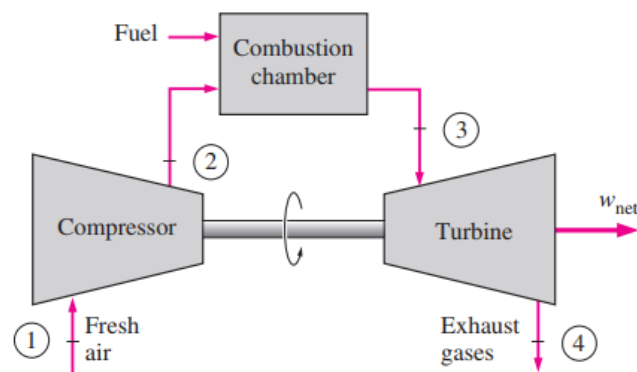 Fuel
Combustion
chamber
2
3
Compressor
Turbine
w_net
1
Fresh
air
Exhaust
gases
4